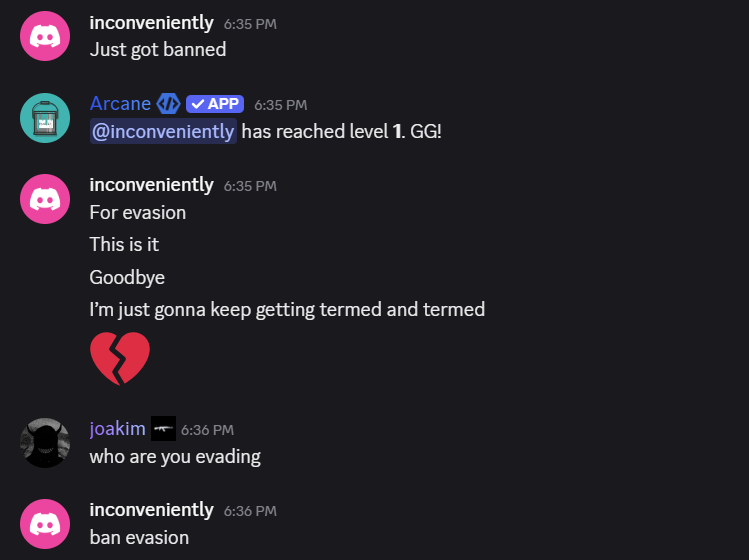 inconveniently 6:35 PM
Just got banned
Arcane APP 6:35 PM
@inconveniently has reached level 1. GG!
inconveniently 6:35 PM
For evasion
This is it
Goodbye
I’m just gonna keep getting termed and termed
joakim 6:36 PM
who are you evading
inconveniently 6:36 PM
ban evasion